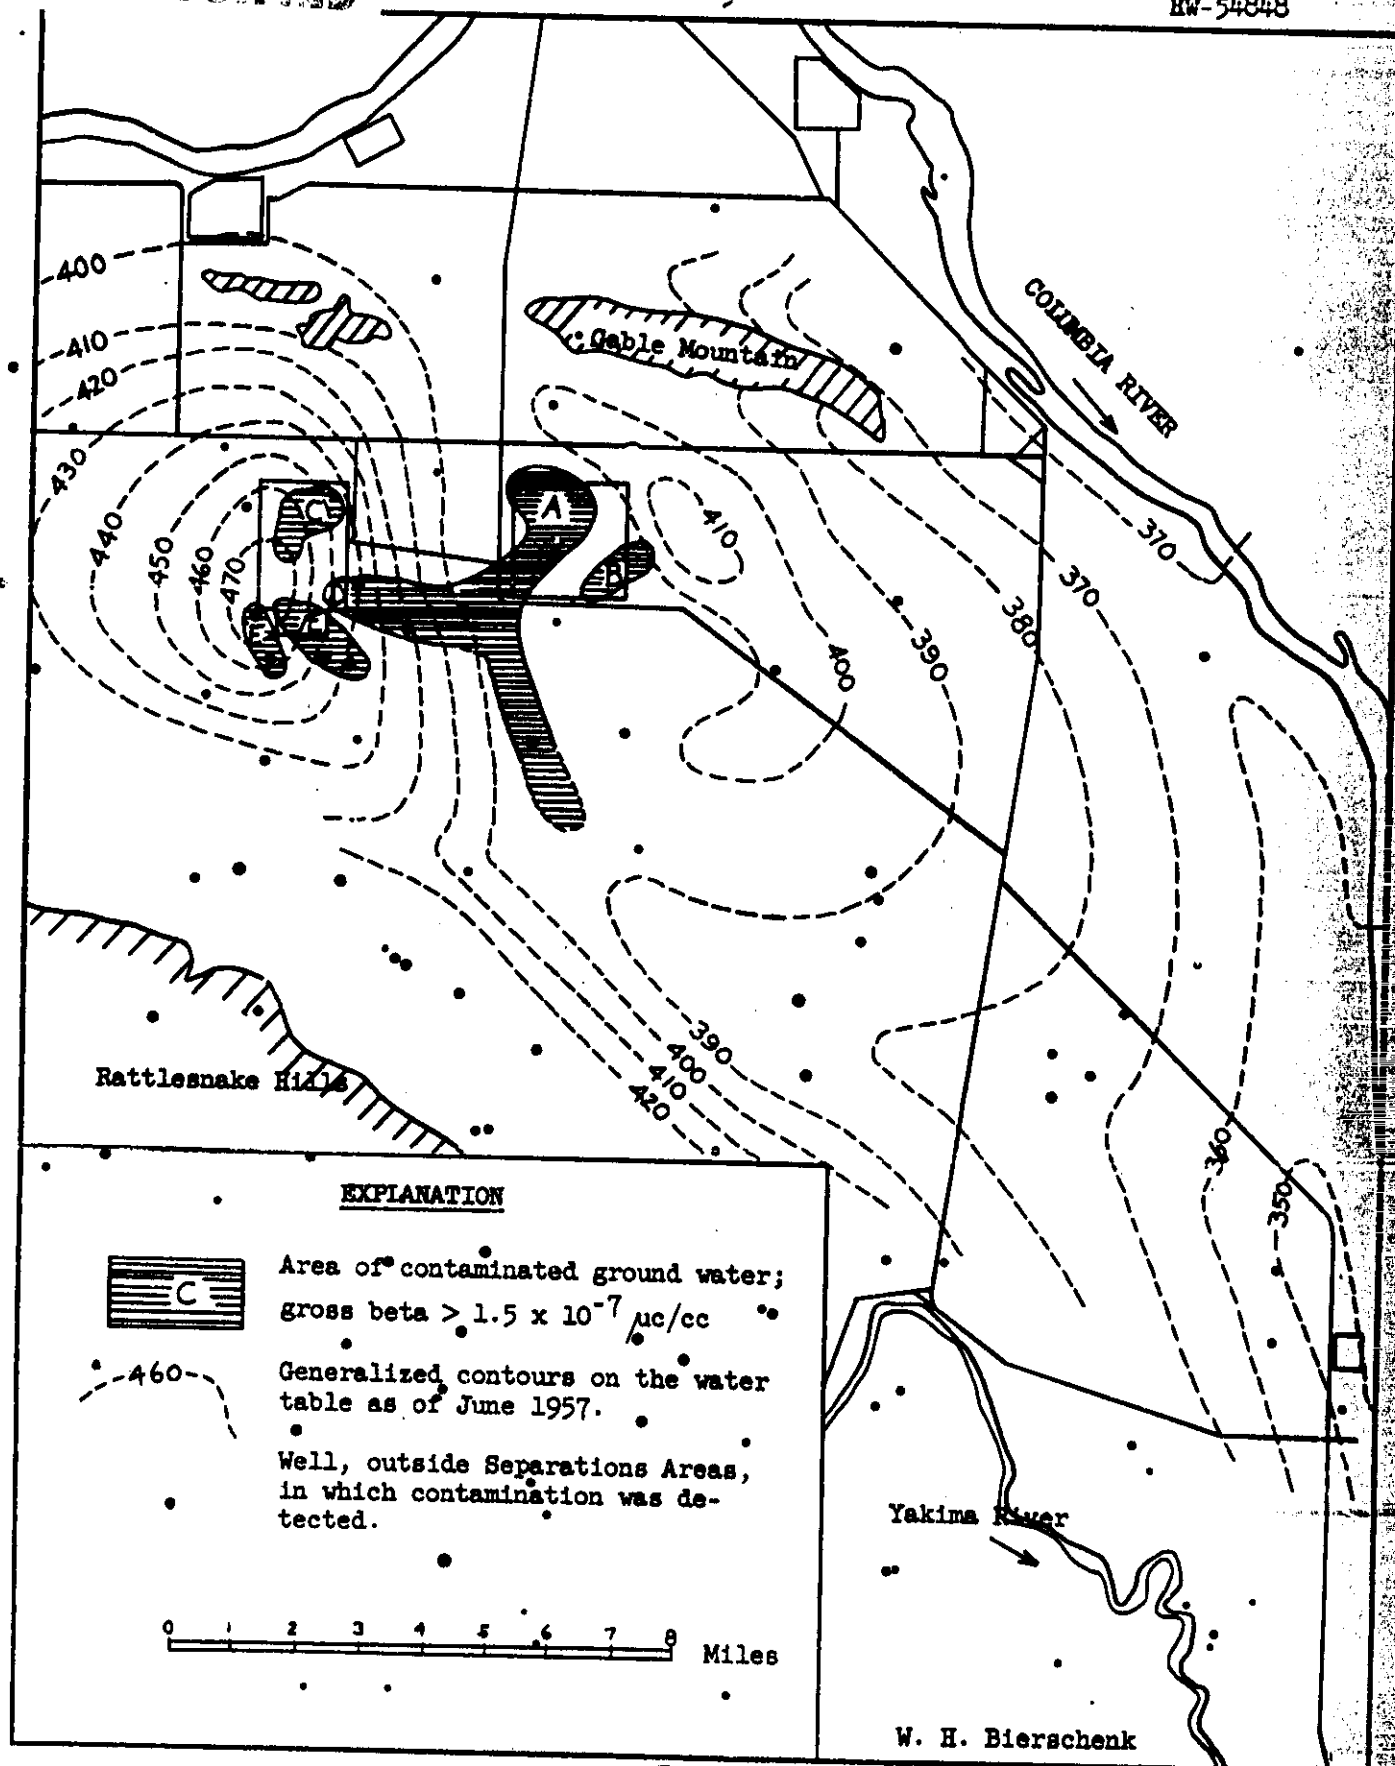 HW-54848
COLUMBIA RIVER
400
410
420
430
440
450
460
470
Gable Mountain
A
B
C
D
E
F
410
400
390
380
370
370
390
400
410
420
360
350
Rattlesnake Hills
EXPLANATION
C
Area of contaminated ground water;
gross beta > 1.5 x 10⁻⁷ μc/cc
460
Generalized contours on the water
table as of June 1957.
Well, outside Separations Areas,
in which contamination was de-
tected.
0 1 2 3 4 5 6 7 8
Miles
Yakima River
W. H. Bierschenk